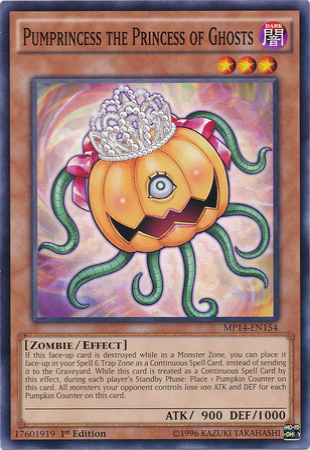 PUMPRINCESS THE PRINCESS OF GHOSTS
DARK
闇
MP14-EN154
[ZOMBIE/EFFECT]
If this face-up card is destroyed while in a Monster Zone, you can place
it face-up in your Spell & Trap Zone as a Continuous Spell Card, instead of
sending it to the Graveyard. While this card is treated as a Continuous Spell Card by
this effect, during each player's Standby Phase: Place 1 Pumpkin Counter on
this card. All monsters your opponent controls lose 100 ATK and DEF for each
Pumpkin Counter on this card.
ATK/ 900 DEF/1000
17601919 1st Edition
©1996 KAZUKI TAKAHASHI